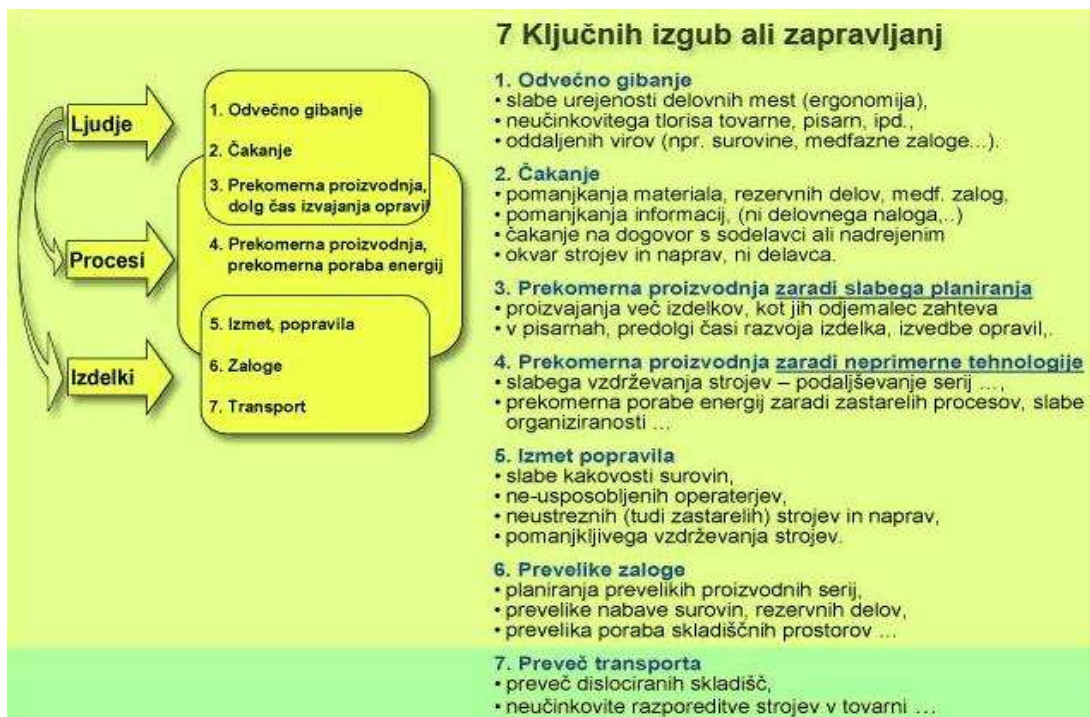 Ljudje
Procesi
Izdelki
1. Odvečno gibanje
2. Čakanje
3. Prekomerna proizvodnja,
dolg čas izvajanja opravil
4. Prekomerna proizvodnja,
prekomerna poraba energij
5. Izmet, popravila
6. Zaloge
7. Transport
7 Ključnih izgub ali zapravljanj
1. Odvečno gibanje
• slabe urejenosti delovnih mest (ergonomija),
• neučinkovitega tlorisa tovarne, pisarn, ipd.,
• oddaljenih virov (npr. surovine, medfazne zaloge...).
2. Čakanje
• pomanjkanja materiala, rezervnih delov, medf. zalog,
• pomanjkanja informacij, (ni delovnega naloga,..)
• čakanje na dogovor s sodelavci ali nadrejenim
• okvar strojev in naprav, ni delavca.
3. Prekomerna proizvodnja zaradi slabega planiranja
• proizvajanja več izdelkov, kot jih odjemalec zahteva
• v pisarnah, predolgi časi razvoja izdelka, izvedbe opravil,.
4. Prekomerna proizvodnja zaradi neprimerne tehnologije
• slabega vzdrževanja strojev – podaljševanje serij ...,
• prekomerna porabe energij zaradi zastarelih procesov, slabe
organiziranosti ...
5. Izmet popravila
• slabe kakovosti surovin,
• ne-usposobljenih operaterjev,
• neustreznih (tudi zastarelih) strojev in naprav,
• pomanjkljivega vzdrževanja strojev.
6. Prevelike zaloge
• planiranja prevelikih proizvodnih serij,
• prevelike nabave surovin, rezervnih delov,
• prevelika poraba skladiščnih prostorov ...
7. Preveč transporta
• preveč dislociranih skladišč,
• neučinkovite razporeditve strojev v tovarni ...